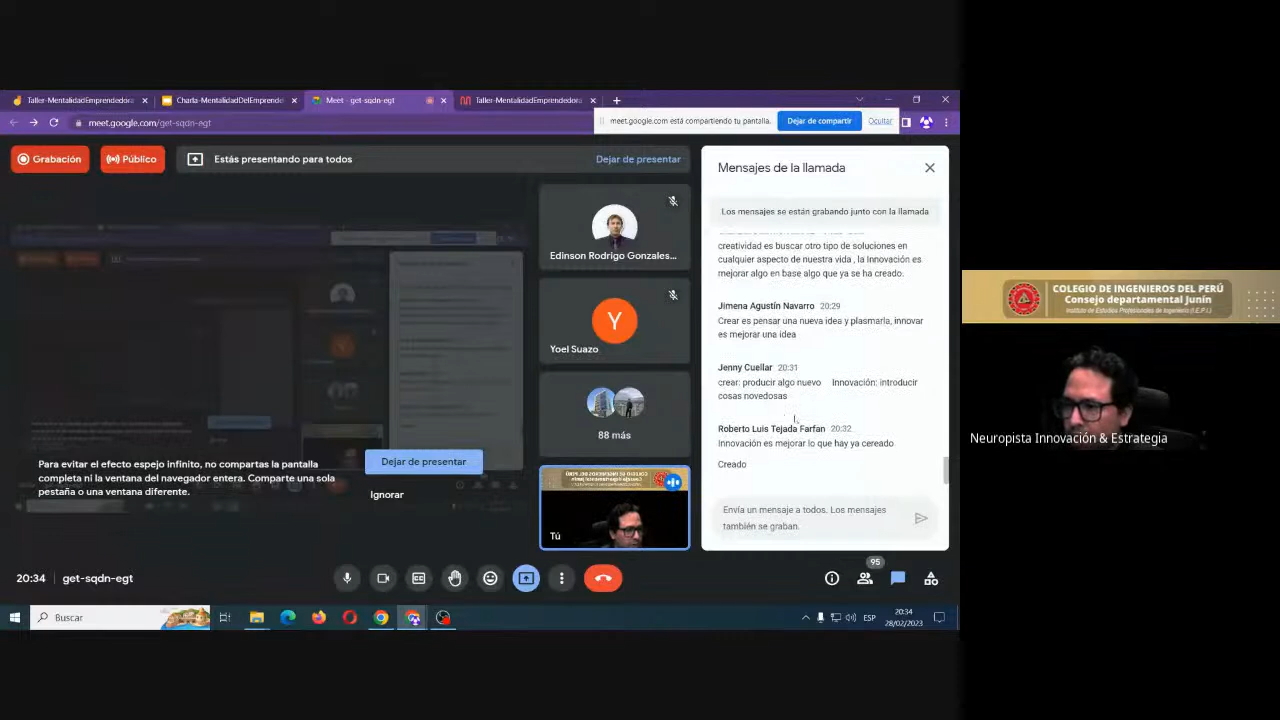 Taller-MentalidadEmprendedora
Charla-MentalidadDelEmprende
Meet - get-sqdn-egt
Taller-MentalidadEmprendedora
meet.google.com/get-sqdn-egt
meet.google.com está compartiendo tu pantalla.
Dejar de compartir
Ocultar
Grabación
Público
Estás presentando para todos
Dejar de presentar
Mensajes de la llamada
Los mensajes se están grabando junto con la llamada
creatividad es buscar otro tipo de soluciones en
cualquier aspecto de nuestra vida , la Innovación es
mejorar algo en base algo que ya se ha creado.
Jimena Agustín Navarro 20:29
Crear es pensar una nueva idea y plasmarla, innovar
es mejorar una idea
Jenny Cuellar 20:31
crear: producir algo nuevo Innovación: introducir
cosas novedosas
Roberto Luis Tejada Farfan 20:32
Innovación es mejorar lo que hay ya cereado
Creado
Envía un mensaje a todos. Los mensajes
también se graban.
Edinson Rodrigo Gonzales...
Y
Yoel Suazo
88 más
Tú
Para evitar el efecto espejo infinito, no compartas la pantalla
completa ni la ventana del navegador entera. Comparte una sola
pestaña o una ventana diferente.
Dejar de presentar
Ignorar
20:34 get-sqdn-egt
95
Buscar
ESP
20:34
28/02/2023
COLEGIO DE INGENIEROS DEL PERÚ
Consejo departamental Junín
Instituto de Estudios Profesionales de Ingeniería (I.E.P.I.)
Neuropista Innovación & Estrategia